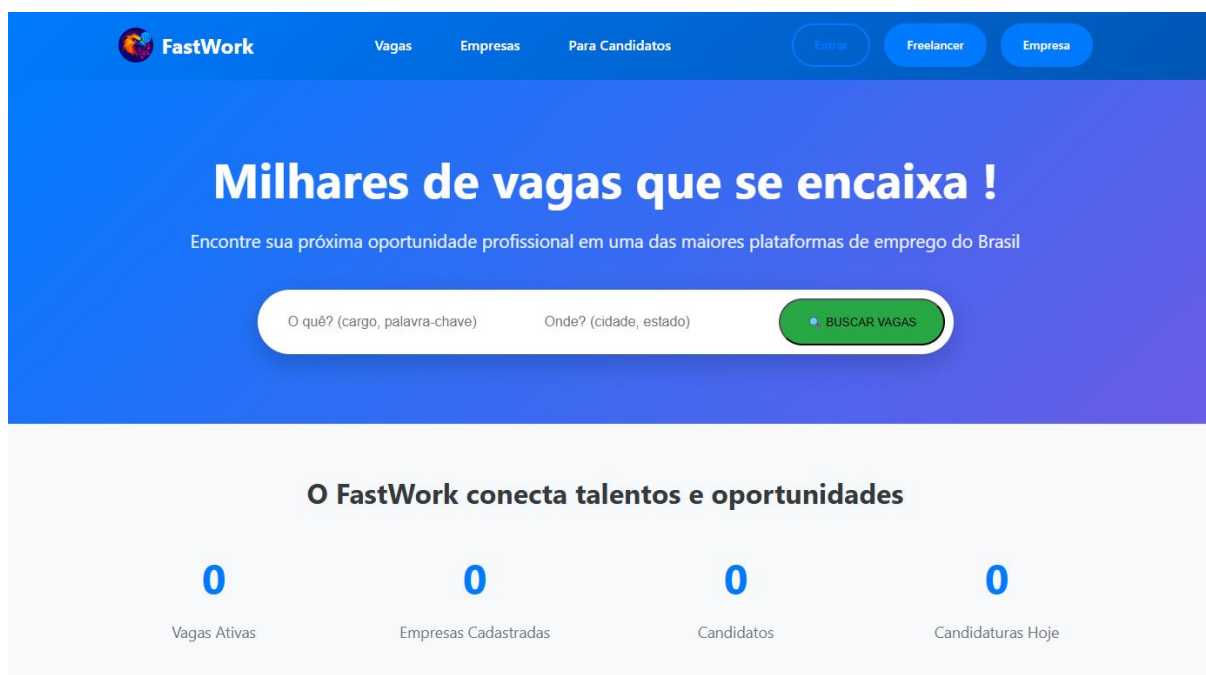 FastWork
Vagas
Empresas
Para Candidatos
Entrar
Freelancer
Empresa
Milhares de vagas que se encaixa !
Encontre sua próxima oportunidade profissional em uma das maiores plataformas de emprego do Brasil
O quê? (cargo, palavra-chave)
Onde? (cidade, estado)
BUSCAR VAGAS
O FastWork conecta talentos e oportunidades
0
0
0
0
Vagas Ativas
Empresas Cadastradas
Candidatos
Candidaturas Hoje